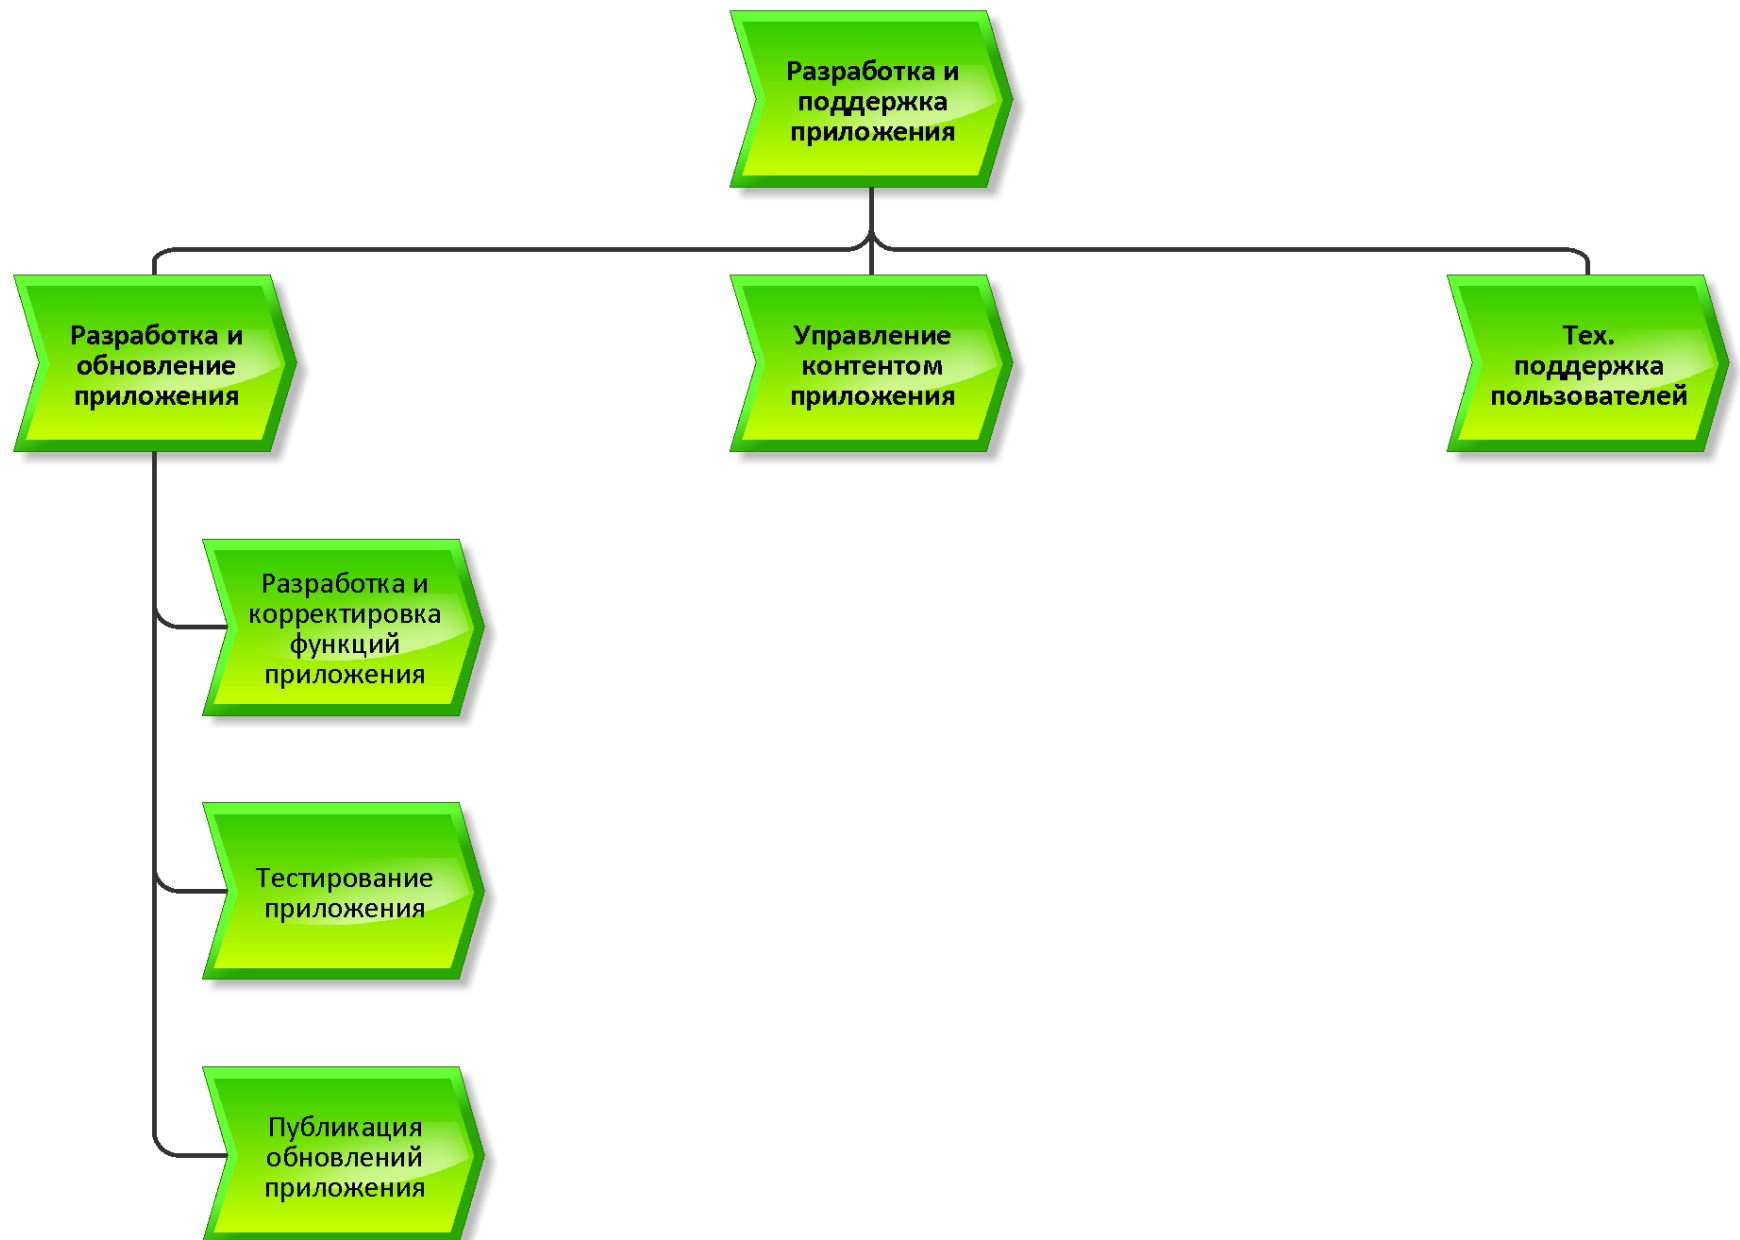 Разработка и
поддержка
приложения
Разработка и
обновление
приложения
Управление
контентом
приложения
Тех.
поддержка
пользователей
Разработка и
корректировка
функций
приложения
Тестирование
приложения
Публикация
обновлений
приложения